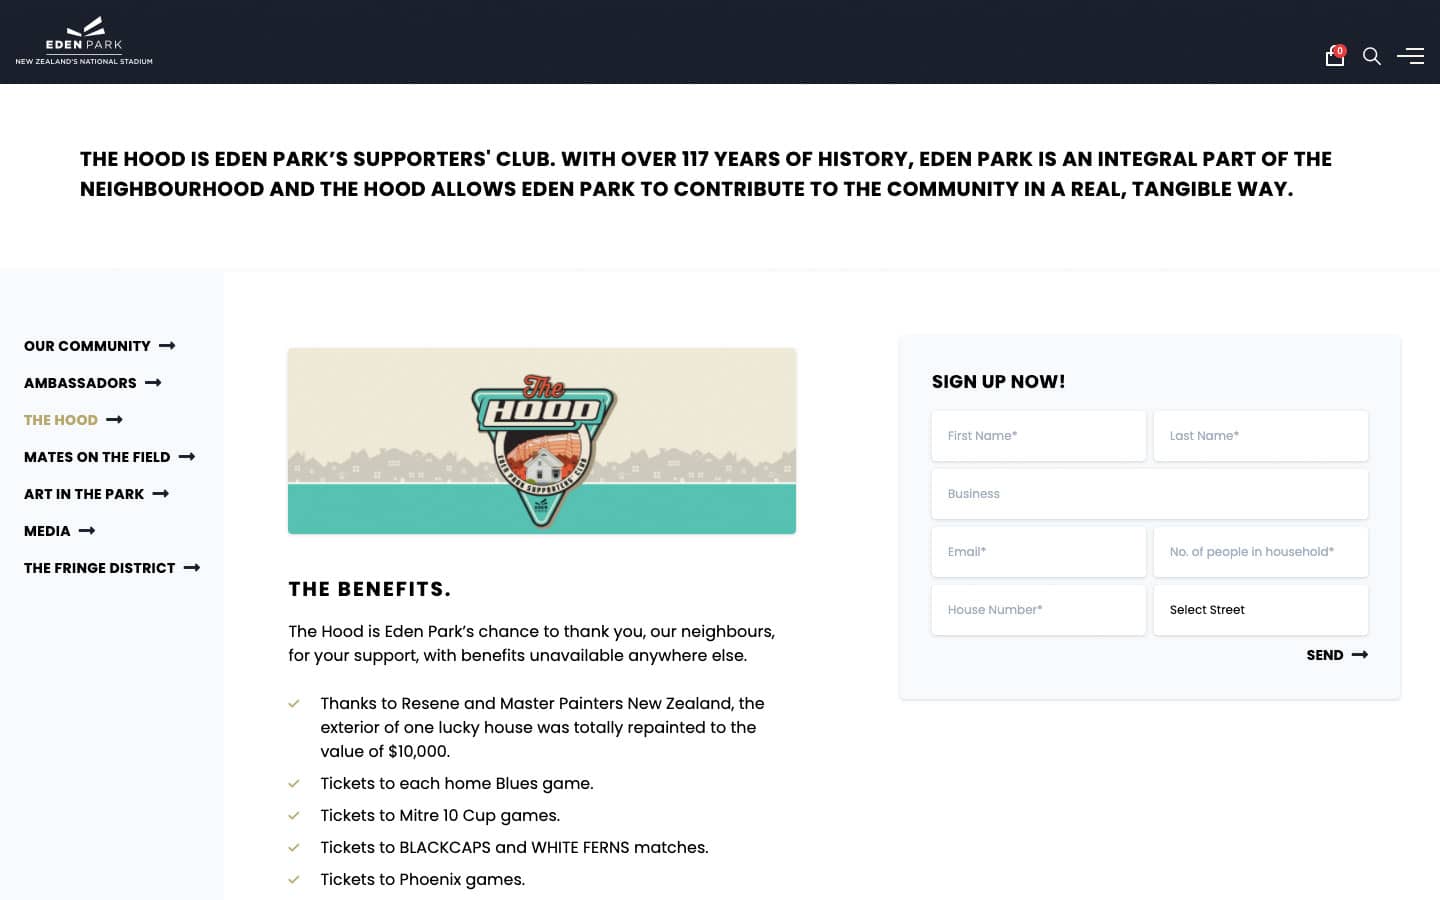 EDEN PARK
NEW ZEALAND'S NATIONAL STADIUM
0
THE HOOD IS EDEN PARK’S SUPPORTERS' CLUB. WITH OVER 117 YEARS OF HISTORY, EDEN PARK IS AN INTEGRAL PART OF THE
NEIGHBOURHOOD AND THE HOOD ALLOWS EDEN PARK TO CONTRIBUTE TO THE COMMUNITY IN A REAL, TANGIBLE WAY.
OUR COMMUNITY
AMBASSADORS
THE HOOD
MATES ON THE FIELD
ART IN THE PARK
MEDIA
THE FRINGE DISTRICT
The
HOOD
EDEN PARK SUPPORTERS' CLUB
EDEN
PARK
THE BENEFITS.
The Hood is Eden Park’s chance to thank you, our neighbours,
for your support, with benefits unavailable anywhere else.
Thanks to Resene and Master Painters New Zealand, the
exterior of one lucky house was totally repainted to the
value of $10,000.
Tickets to each home Blues game.
Tickets to Mitre 10 Cup games.
Tickets to BLACKCAPS and WHITE FERNS matches.
Tickets to Phoenix games.
SIGN UP NOW!
First Name* Last Name*
Business
Email* No. of people in household*
House Number* Select Street
SEND